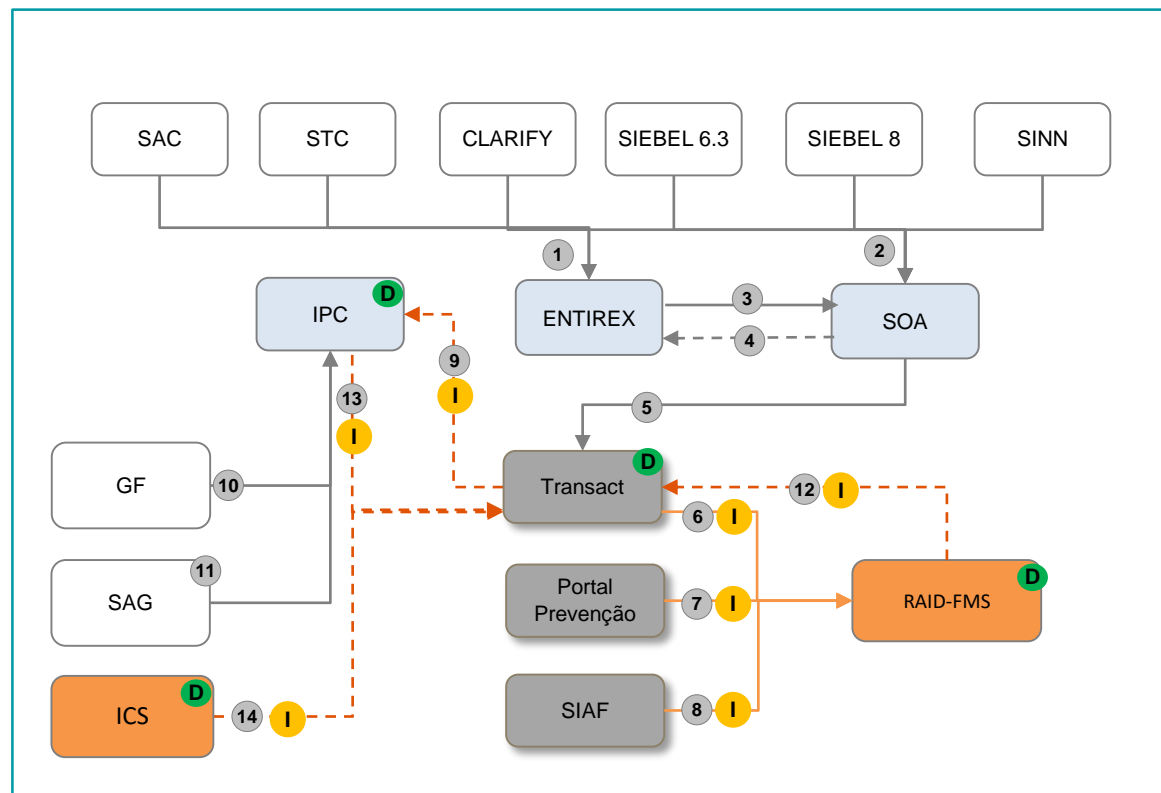 SAC
STC
CLARIFY
SIEBEL 6.3
SIEBEL 8
SINN
1
2
D
IPC
ENTIREX
3
SOA
4
9
I
13
I
5
GF
10
D
Transact
12
I
6
I
11
SAG
Portal
Prevenção
7
I
D
RAID-FMS
D
ICS
14
I
SIAF
8
I